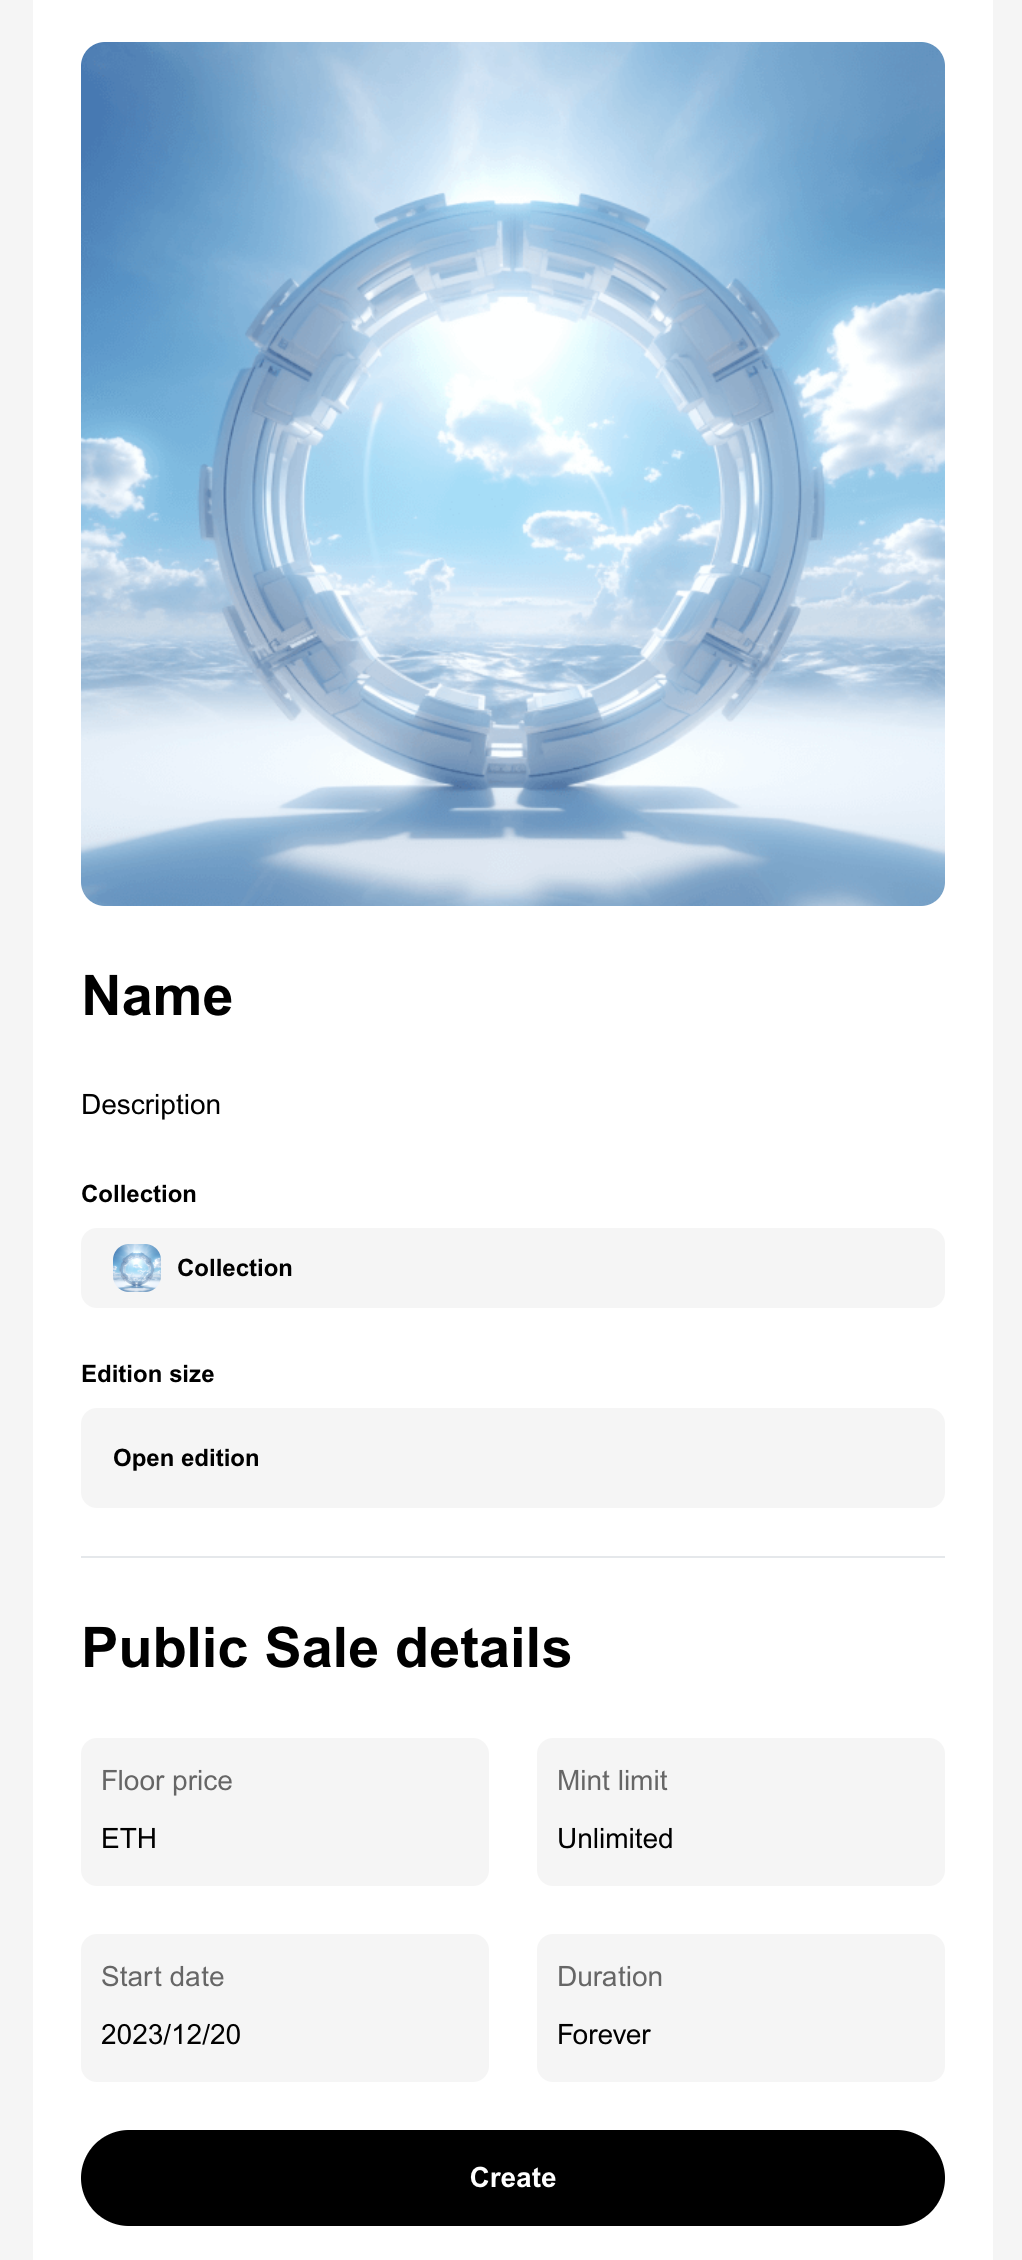 Name
Description
Collection
Collection
Edition size
Open edition
Public Sale details
Floor price
ETH
Mint limit
Unlimited
Start date
2023/12/20
Duration
Forever
Create